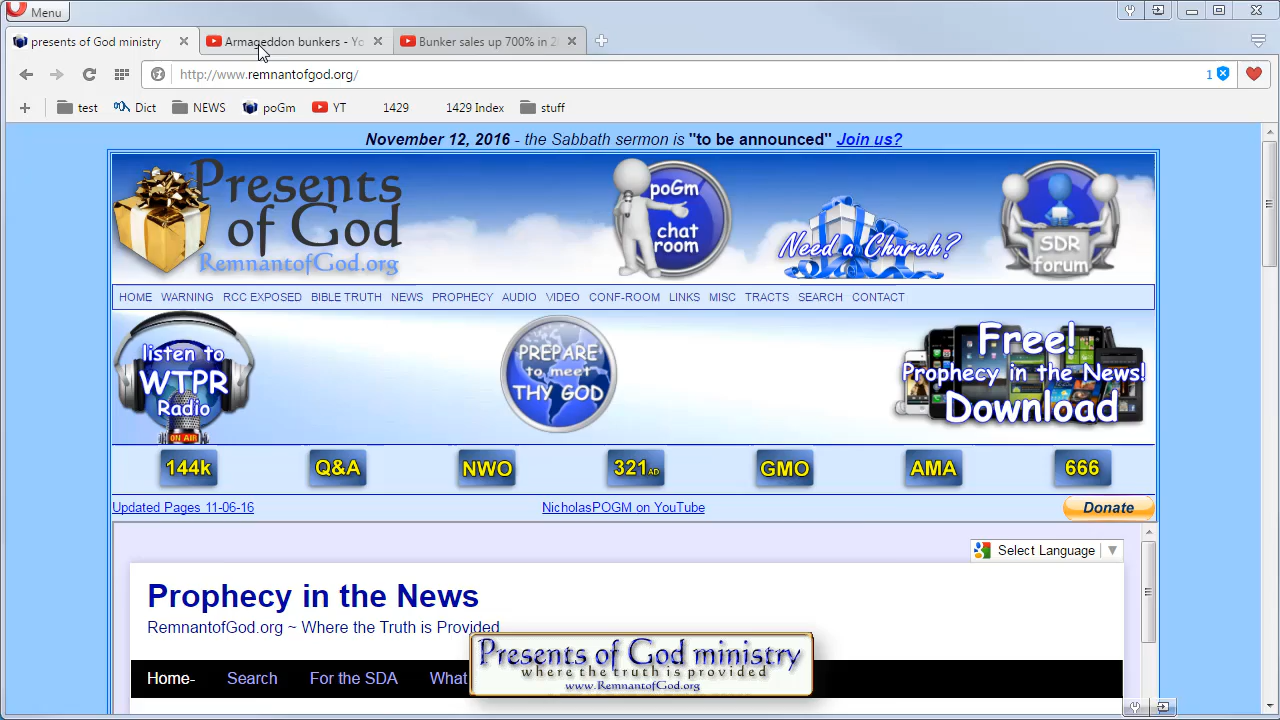 Menu
presents of God ministry
Armageddon bunkers - Yo
Bunker sales up 700% in 2
http://www.remnantofgod.org/
1
test
Dict
NEWS
poGm
YT
1429
1429 Index
stuff
November 12, 2016 - the Sabbath sermon is "to be announced" Join us?
Presents
of God
RemnantofGod.org
poGm
chat
room
Need a Church?
SDR
forum
HOME WARNING RCC EXPOSED BIBLE TRUTH NEWS PROPHECY AUDIO VIDEO CONF-ROOM LINKS MISC TRACTS SEARCH CONTACT
listen to
WTPR
Radio
ON AIR
PREPARE
to meet
THY GOD
Free!
Prophecy in the News!
Download
144k
Q&A
NWO
321AD
GMO
AMA
666
Updated Pages 11-06-16
NicholasPOGM on YouTube
Donate
Select Language
Prophecy in the News
RemnantofGod.org ~ Where the Truth is Provided
Home-
Search
For the SDA
What
Presents of God ministry
where the truth is provided
www.RemnantofGod.org